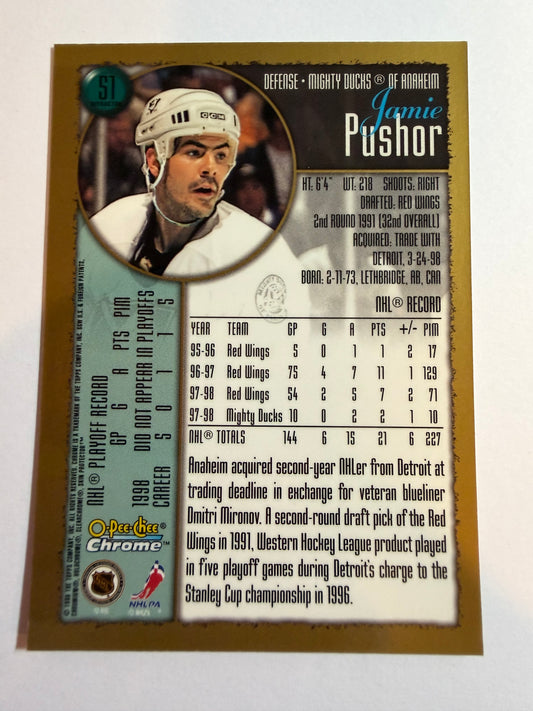 51
REFRACTOR
DEFENSE • MIGHTY DUCKS ® OF ANAHEIM
Jamie
Pushor
CCM
HT: 6'4" WT: 218 SHOOTS: RIGHT
DRAFTED: RED WINGS
2nd ROUND 1991 (32nd OVERALL)
ACQUIRED: TRADE WITH
DETROIT, 3-24-98
BORN: 2-11-73, LETHBRIDGE, AB, CAN
NHL® RECORD
YEAR TEAM GP G A PTS +/- PIM
95-96 Red Wings 5 0 1 1 2 17
96-97 Red Wings 75 4 7 11 1 129
97-98 Red Wings 54 2 5 7 2 71
97-98 Mighty Ducks 10 0 2 2 1 10
NHL® TOTALS 144 6 15 21 6 227
Anaheim acquired second-year NHLer from Detroit at
trading deadline in exchange for veteran blueliner
Dmitri Mironov. A second-round draft pick of the Red
Wings in 1991, Western Hockey League product played
in five playoff games during Detroit's charge to the
Stanley Cup championship in 1996.
NHL® PLAYOFF RECORD
GP G A PTS PIM
1998 DID NOT APPEAR IN PLAYOFFS
CAREER 5 0 1 1 5
O-Pee-Chee
Chrome™
NHL
NHLPA